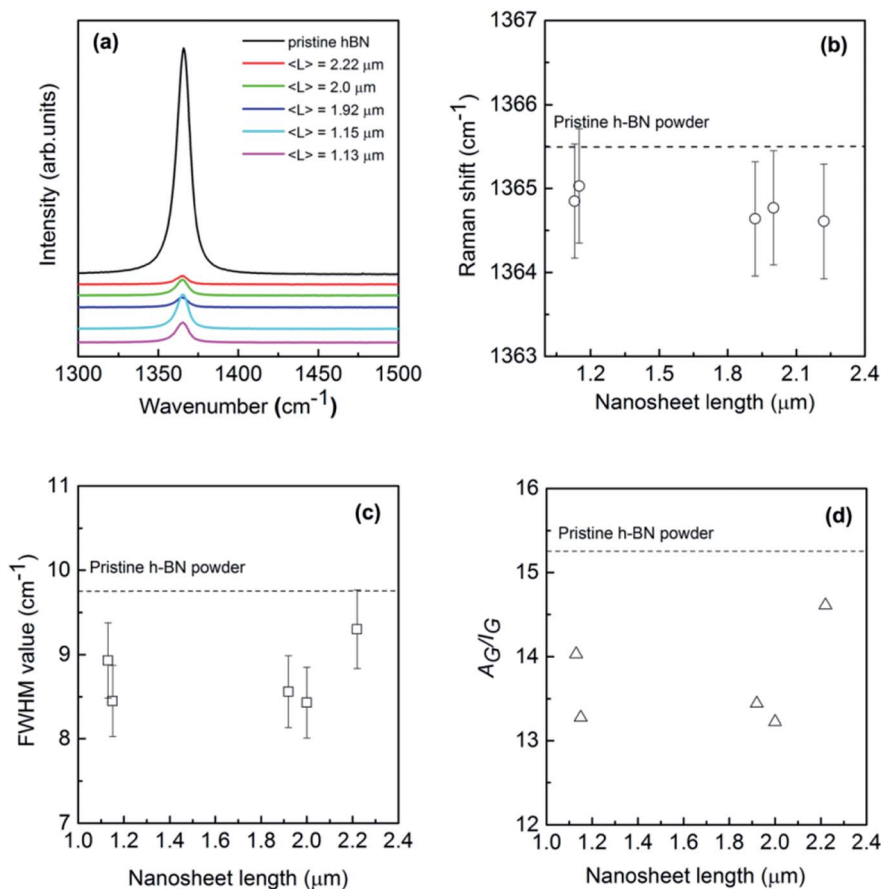 (a)
pristine hBN
<L> = 2.22 μm
<L> = 2.0 μm
<L> = 1.92 μm
<L> = 1.15 μm
<L> = 1.13 μm
Intensity (arb.units)
1300 1350 1400 1450 1500
Wavenumber (cm⁻¹)
(b)
1367
1366
1365
1364
1363
Pristine h-BN powder
Raman shift (cm⁻¹)
1.2 1.5 1.8 2.1 2.4
Nanosheet length (μm)
(c)
11
10
9
8
7
Pristine h-BN powder
FWHM value (cm⁻¹)
1.0 1.2 1.4 1.6 1.8 2.0 2.2 2.4
Nanosheet length (μm)
(d)
16
15
14
13
12
Pristine h-BN powder
A_G/I_G
1.0 1.2 1.4 1.6 1.8 2.0 2.2 2.4
Nanosheet length (μm)